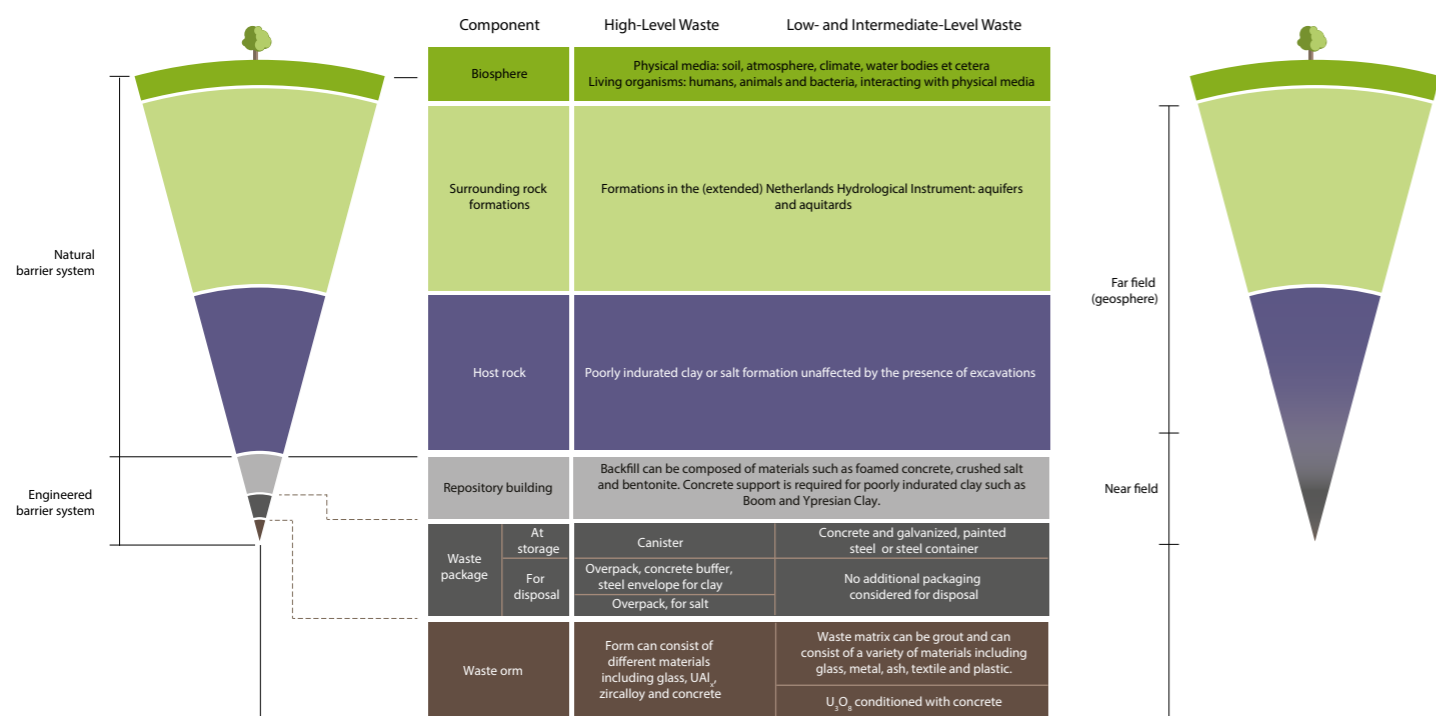 Component
High-Level Waste
Low- and Intermediate-Level Waste
Biosphere
Physical media: soil, atmosphere, climate, water bodies et cetera
Living organisms: humans, animals and bacteria, interacting with physical media
Surrounding rock
formations
Formations in the (extended) Netherlands Hydrological Instrument: aquifers
and aquitards
Natural
barrier system
Far field
(geosphere)
Host rock
Poorly indurated clay or salt formation unaffected by the presence of excavations
Engineered
barrier system
Near field
Repository building
Backfill can be composed of materials such as foamed concrete, crushed salt
and bentonite. Concrete support is required for poorly indurated clay such as
Boom and Ypresian Clay.
Waste
package
At
storage
Canister
Concrete and galvanized, painted
steel or steel container
For
disposal
Overpack, concrete buffer,
steel envelope for clay
Overpack, for salt
No additional packaging
considered for disposal
Waste orm
Form can consist of
different materials
including glass, UAlₓ,
zircalloy and concrete
Waste matrix can be grout and can
consist of a variety of materials including
glass, metal, ash, textile and plastic.
U₃O₈ conditioned with concrete